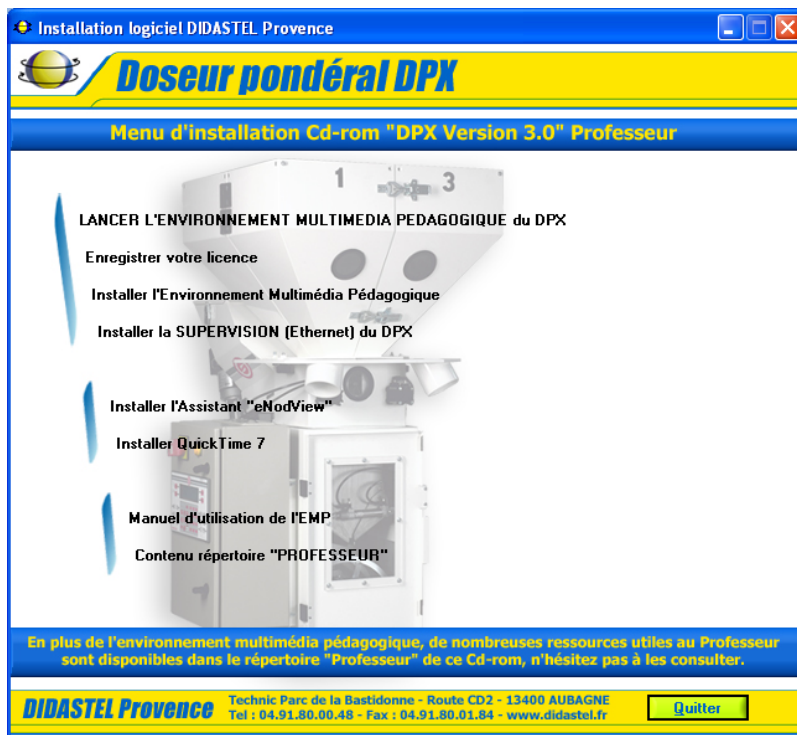 Installation logiciel DIDASTEL Provence
Doseur pondéral DPX
Menu d'installation Cd-rom "DPX Version 3.0" Professeur
1 3
LANCER L'ENVIRONNEMENT MULTIMEDIA PEDAGOGIQUE du DPX
Enregistrer votre licence
Installer l'Environnement Multimédia Pédagogique
Installer la SUPERVISION (Ethernet) du DPX
Installer l'Assistant "eNodView"
Installer QuickTime 7
Manuel d'utilisation de l'EMP
Contenu répertoire "PROFESSEUR"
En plus de l'environnement multimédia pédagogique, de nombreuses ressources utiles au Professeur
sont disponibles dans le répertoire "Professeur" de ce Cd-rom, n'hésitez pas à les consulter.
DIDASTEL Provence
Technic Parc de la Bastidonne - Route CD2 - 13400 AUBAGNE
Tel : 04.91.80.00.48 - Fax : 04.91.80.01.84 - www.didastel.fr
Quitter